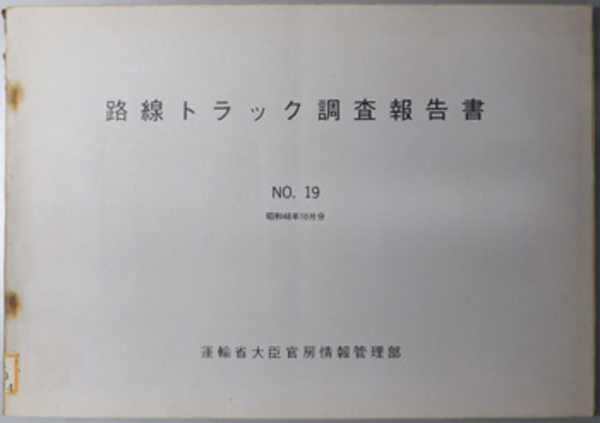 路線トラック調査報告書
NO. 19
昭和48年10月分
運輸省大臣官房情報管理部